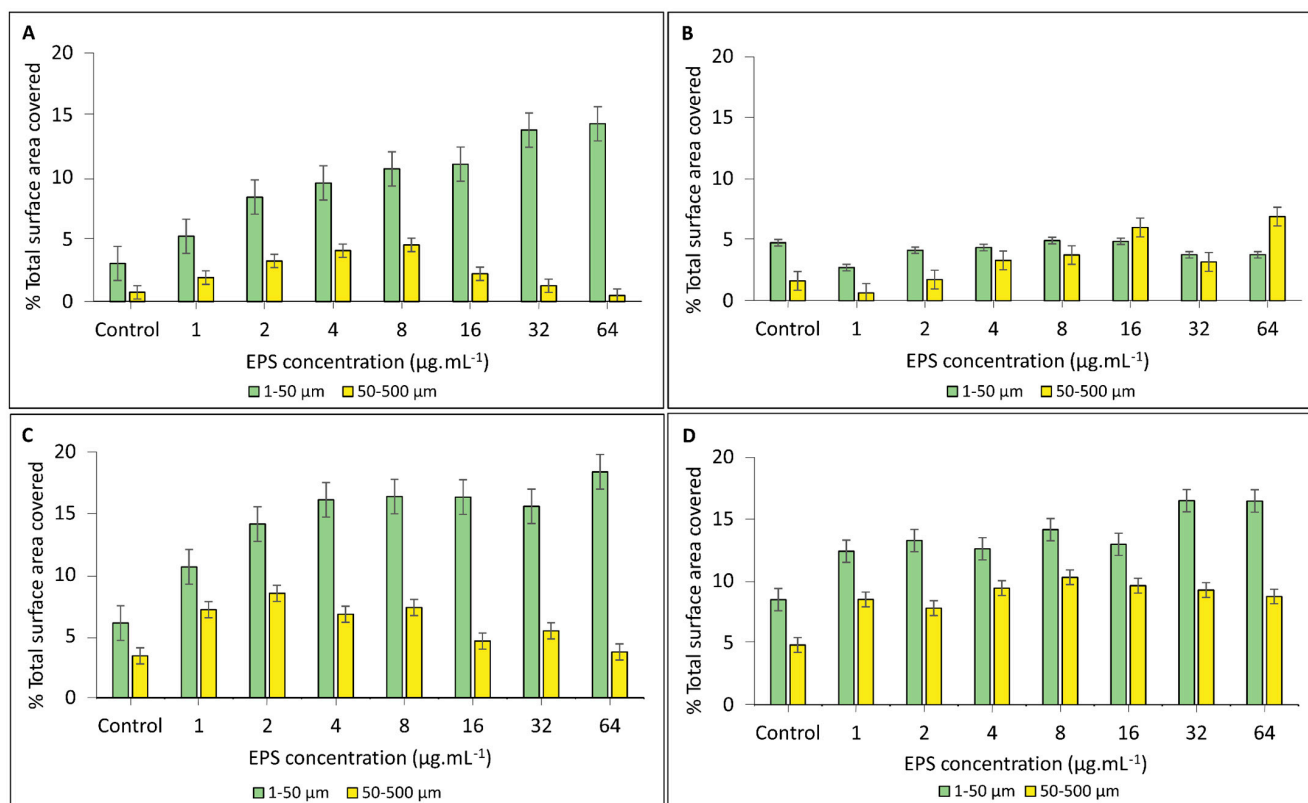 A
% Total surface area covered
20
15
10
5
0
Control 1 2 4 8 16 32 64
EPS concentration (µg.mL⁻¹)
1-50 µm 50-500 µm
B
% Total surface area covered
20
15
10
5
0
Control 1 2 4 8 16 32 64
EPS concentration (µg.mL⁻¹)
1-50 µm 50-500 µm
C
% Total surface area covered
20
15
10
5
0
Control 1 2 4 8 16 32 64
EPS concentration (µg.mL⁻¹)
1-50 µm 50-500 µm
D
% Total surface area covered
20
15
10
5
0
Control 1 2 4 8 16 32 64
EPS concentration (µg.mL⁻¹)
1-50 µm 50-500 µm